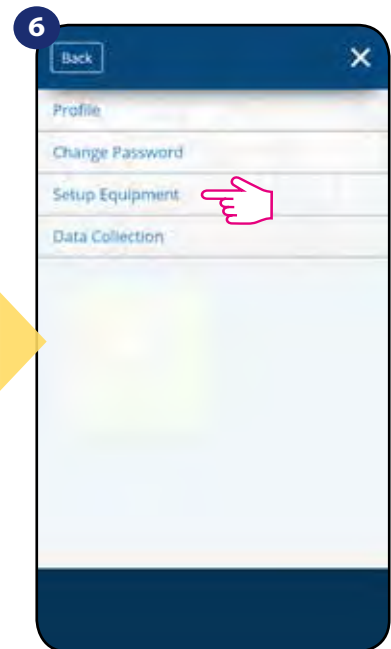 6
Back ×
Profile
Change Password
Setup Equipment
Data Collection